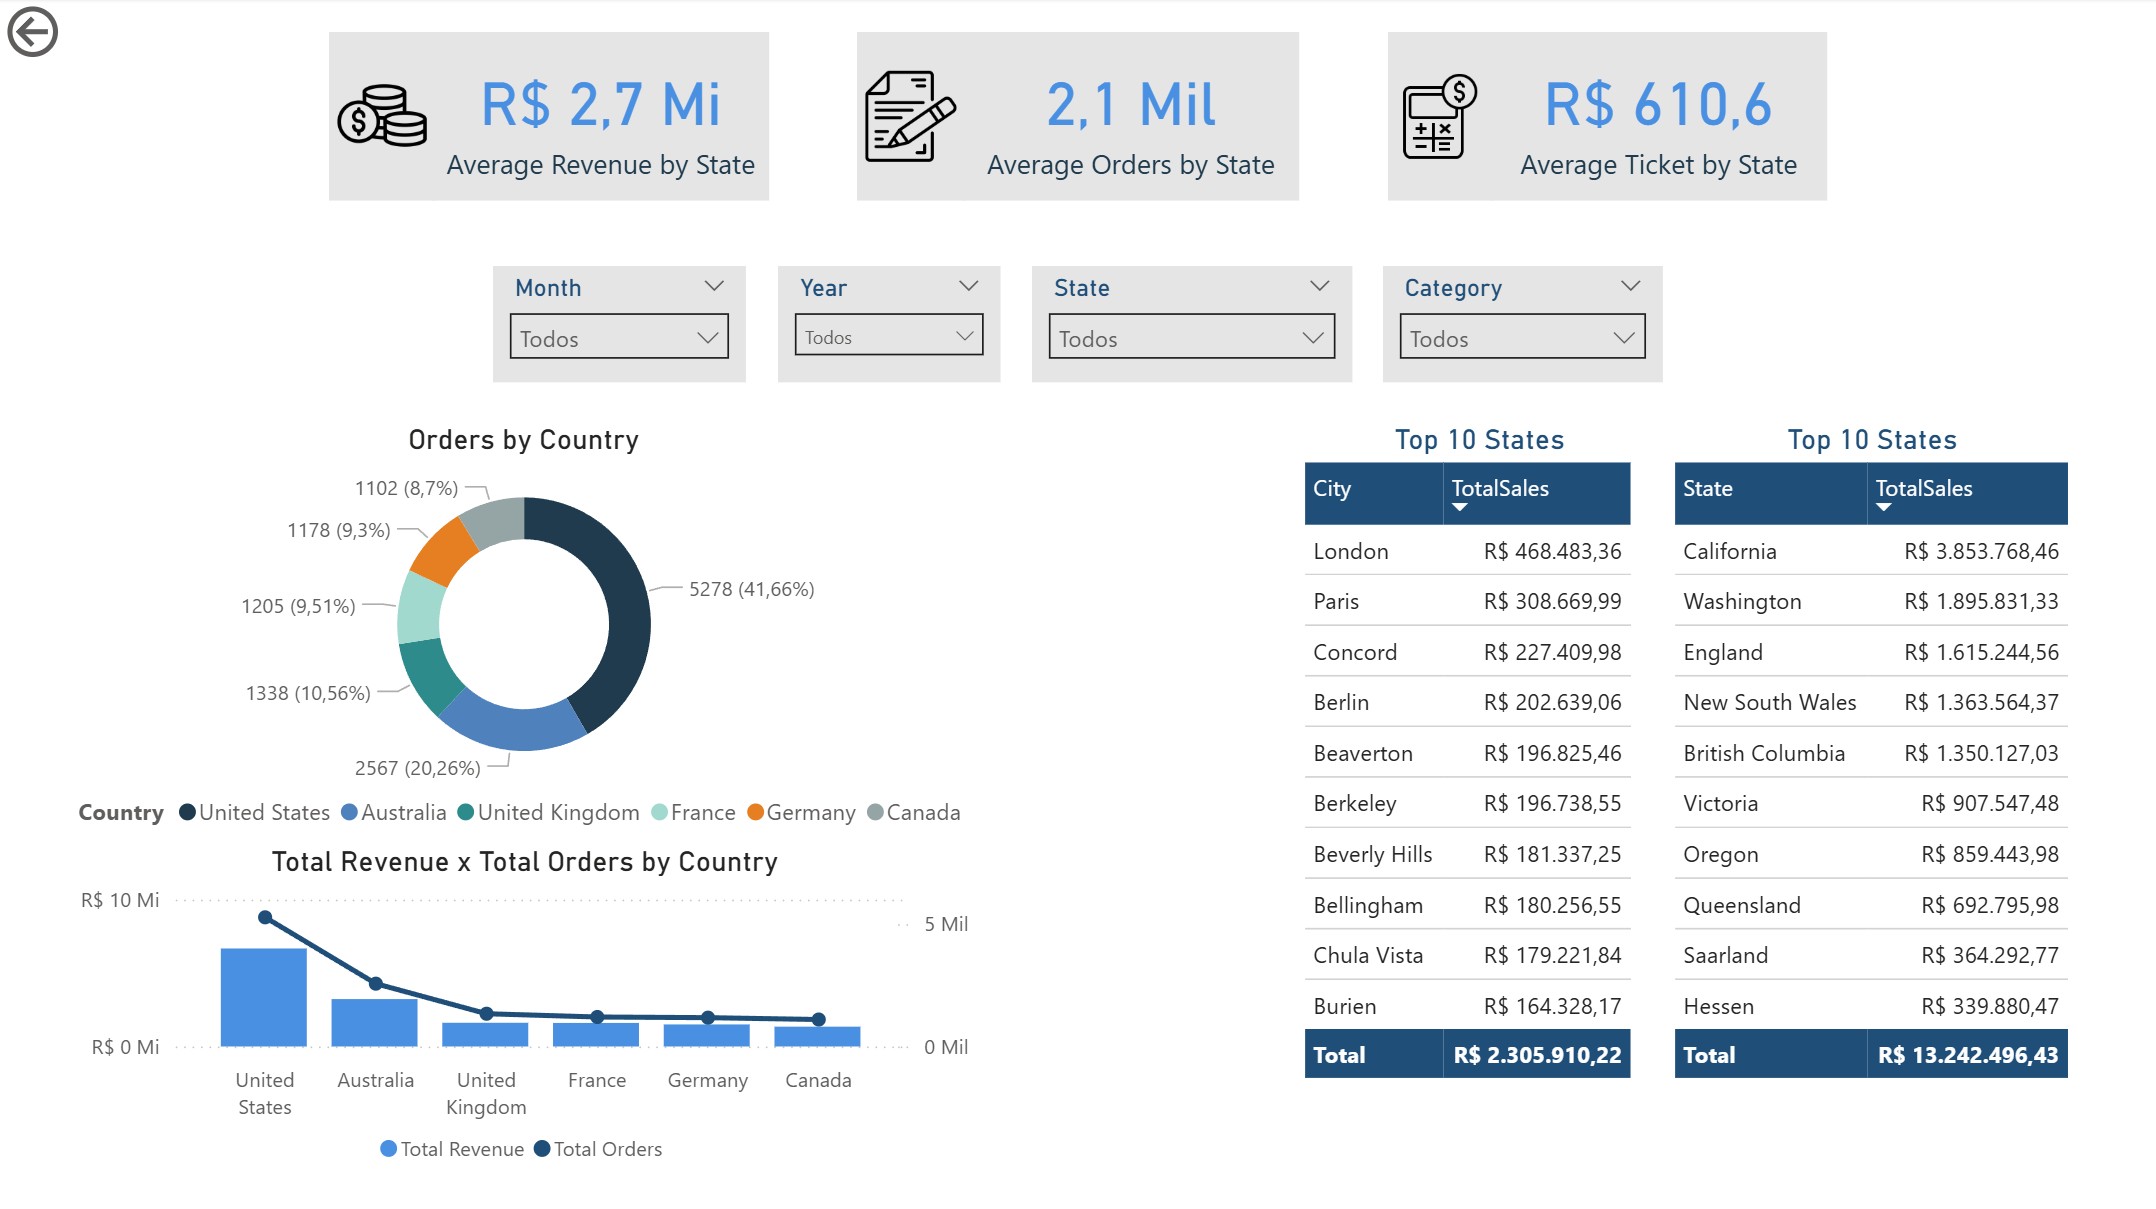 R$ 2,7 Mi
Average Revenue by State
2,1 Mil
Average Orders by State
R$ 610,6
Average Ticket by State
Month
Todos
Year
Todos
State
Todos
Category
Todos
Orders by Country
1102 (8,7%)
1178 (9,3%)
1205 (9,51%)
1338 (10,56%)
2567 (20,26%)
5278 (41,66%)
Country United States Australia United Kingdom France Germany Canada
Total Revenue x Total Orders by Country
R$ 10 Mi
R$ 0 Mi
5 Mil
0 Mil
United States
Australia
United Kingdom
France
Germany
Canada
Total Revenue Total Orders
Top 10 States
City TotalSales
London R$ 468.483,36
Paris R$ 308.669,99
Concord R$ 227.409,98
Berlin R$ 202.639,06
Beaverton R$ 196.825,46
Berkeley R$ 196.738,55
Beverly Hills R$ 181.337,25
Bellingham R$ 180.256,55
Chula Vista R$ 179.221,84
Burien R$ 164.328,17
Total R$ 2.305.910,22
Top 10 States
State TotalSales
California R$ 3.853.768,46
Washington R$ 1.895.831,33
England R$ 1.615.244,56
New South Wales R$ 1.363.564,37
British Columbia R$ 1.350.127,03
Victoria R$ 907.547,48
Oregon R$ 859.443,98
Queensland R$ 692.795,98
Saarland R$ 364.292,77
Hessen R$ 339.880,47
Total R$ 13.242.496,43